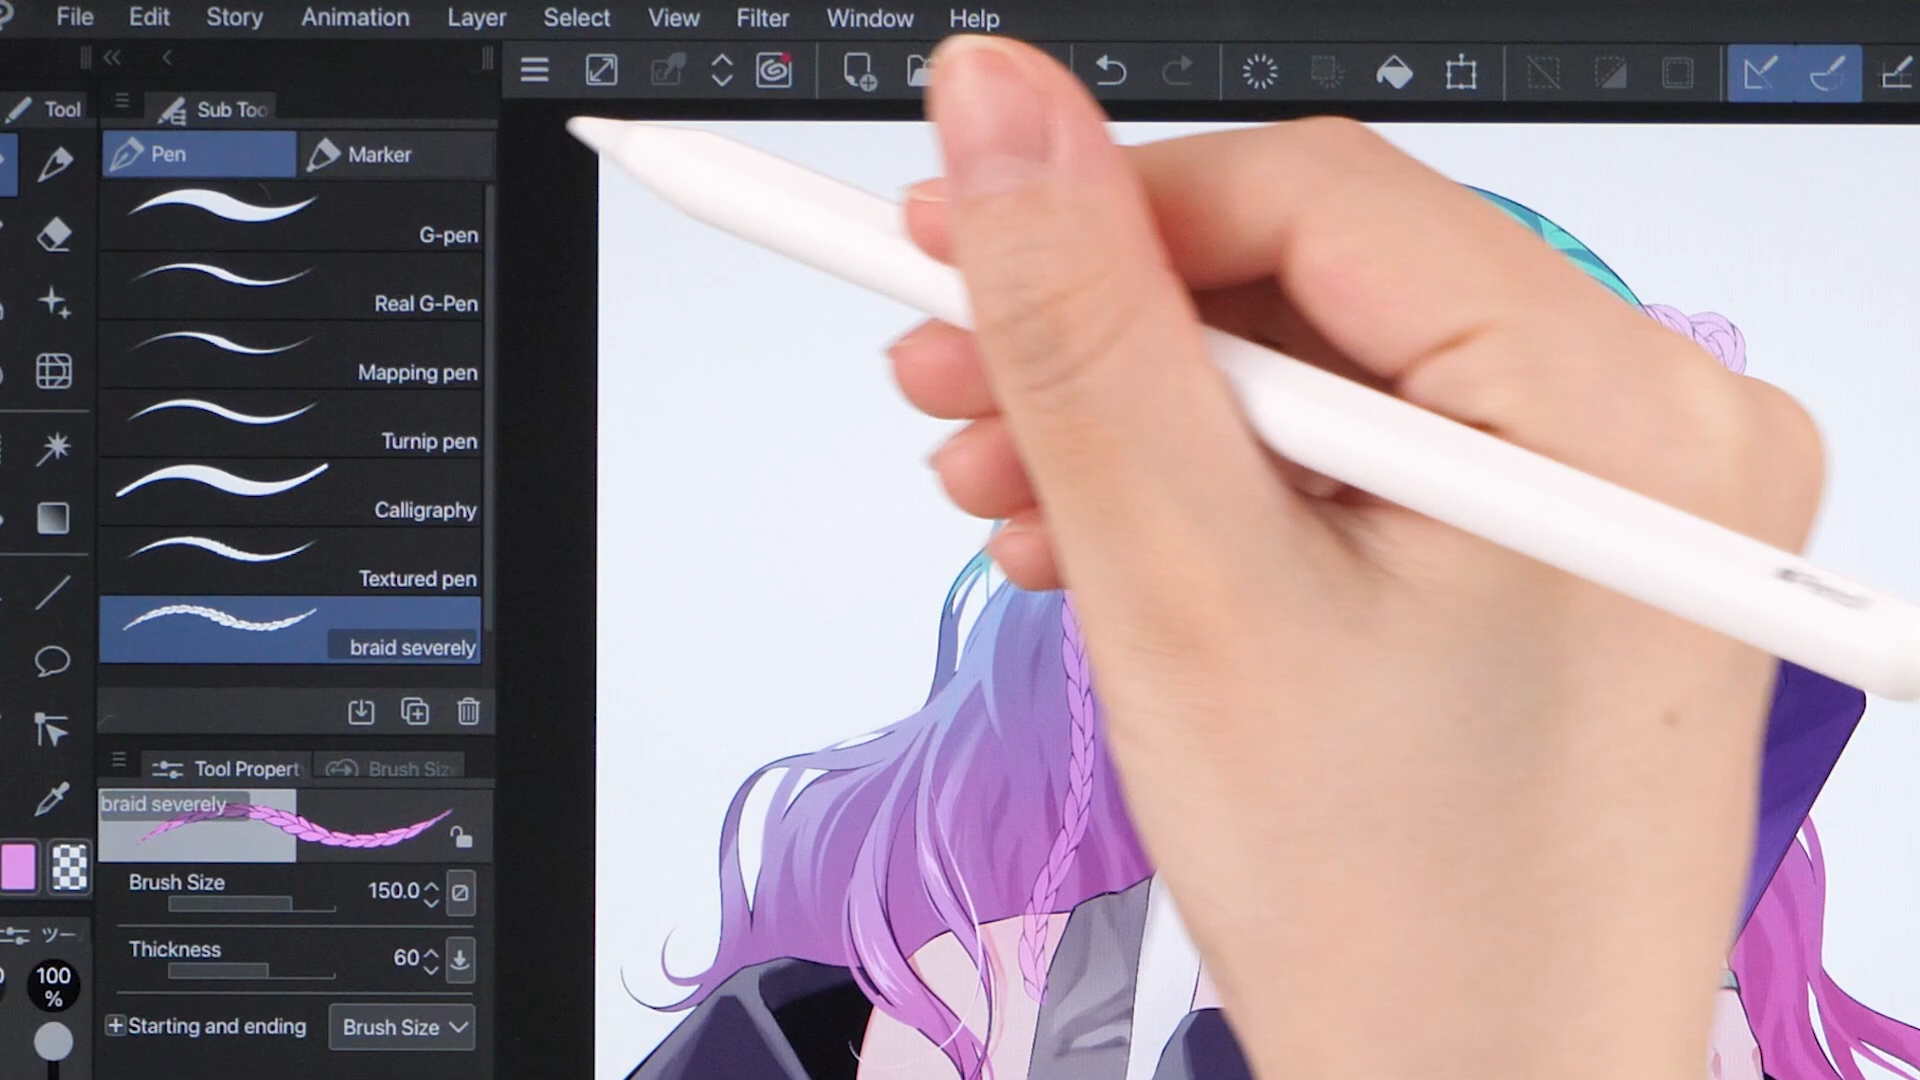 File Edit Story Animation Layer Select View Filter Window Help
Tool
Sub Too
Pen
Marker
G-pen
Real G-Pen
Mapping pen
Turnip pen
Calligraphy
Textured pen
braid severely
Tool Propert
Brush Siz
braid severely
Brush Size 150.0
Thickness 60
Starting and ending Brush Size
ツー
100
%